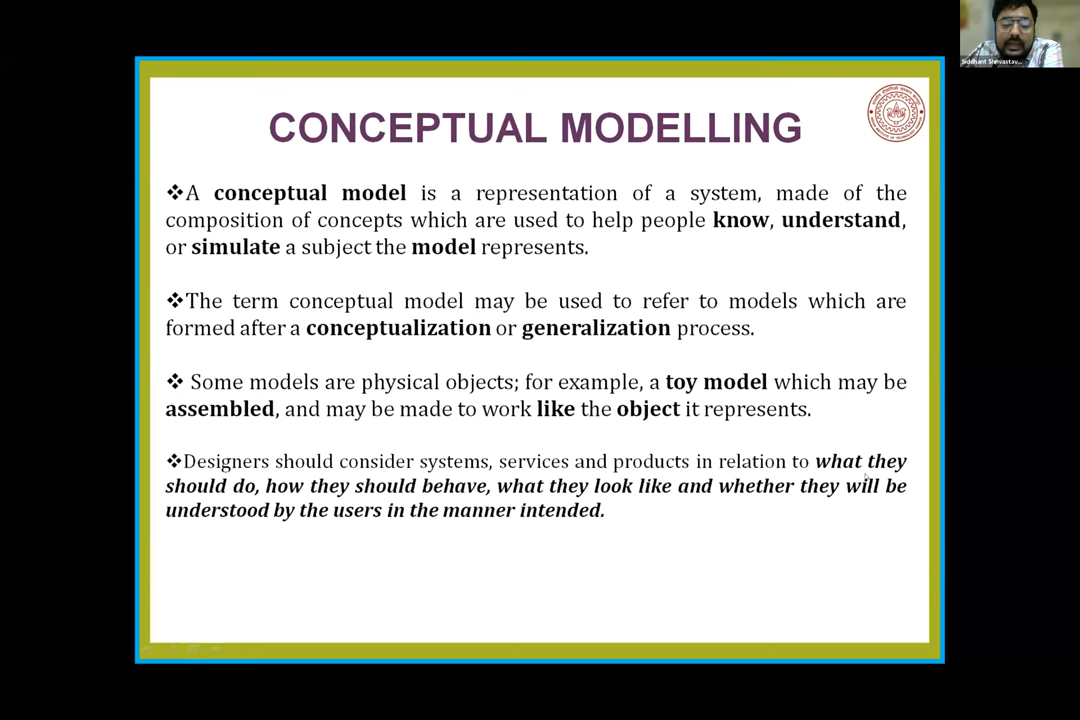 Siddhant Shrivastav...
CONCEPTUAL MODELLING
❖A conceptual model is a representation of a system, made of the
composition of concepts which are used to help people know, understand,
or simulate a subject the model represents.
❖The term conceptual model may be used to refer to models which are
formed after a conceptualization or generalization process.
❖ Some models are physical objects; for example, a toy model which may be
assembled, and may be made to work like the object it represents.
❖Designers should consider systems, services and products in relation to what they
should do, how they should behave, what they look like and whether they will be
understood by the users in the manner intended.